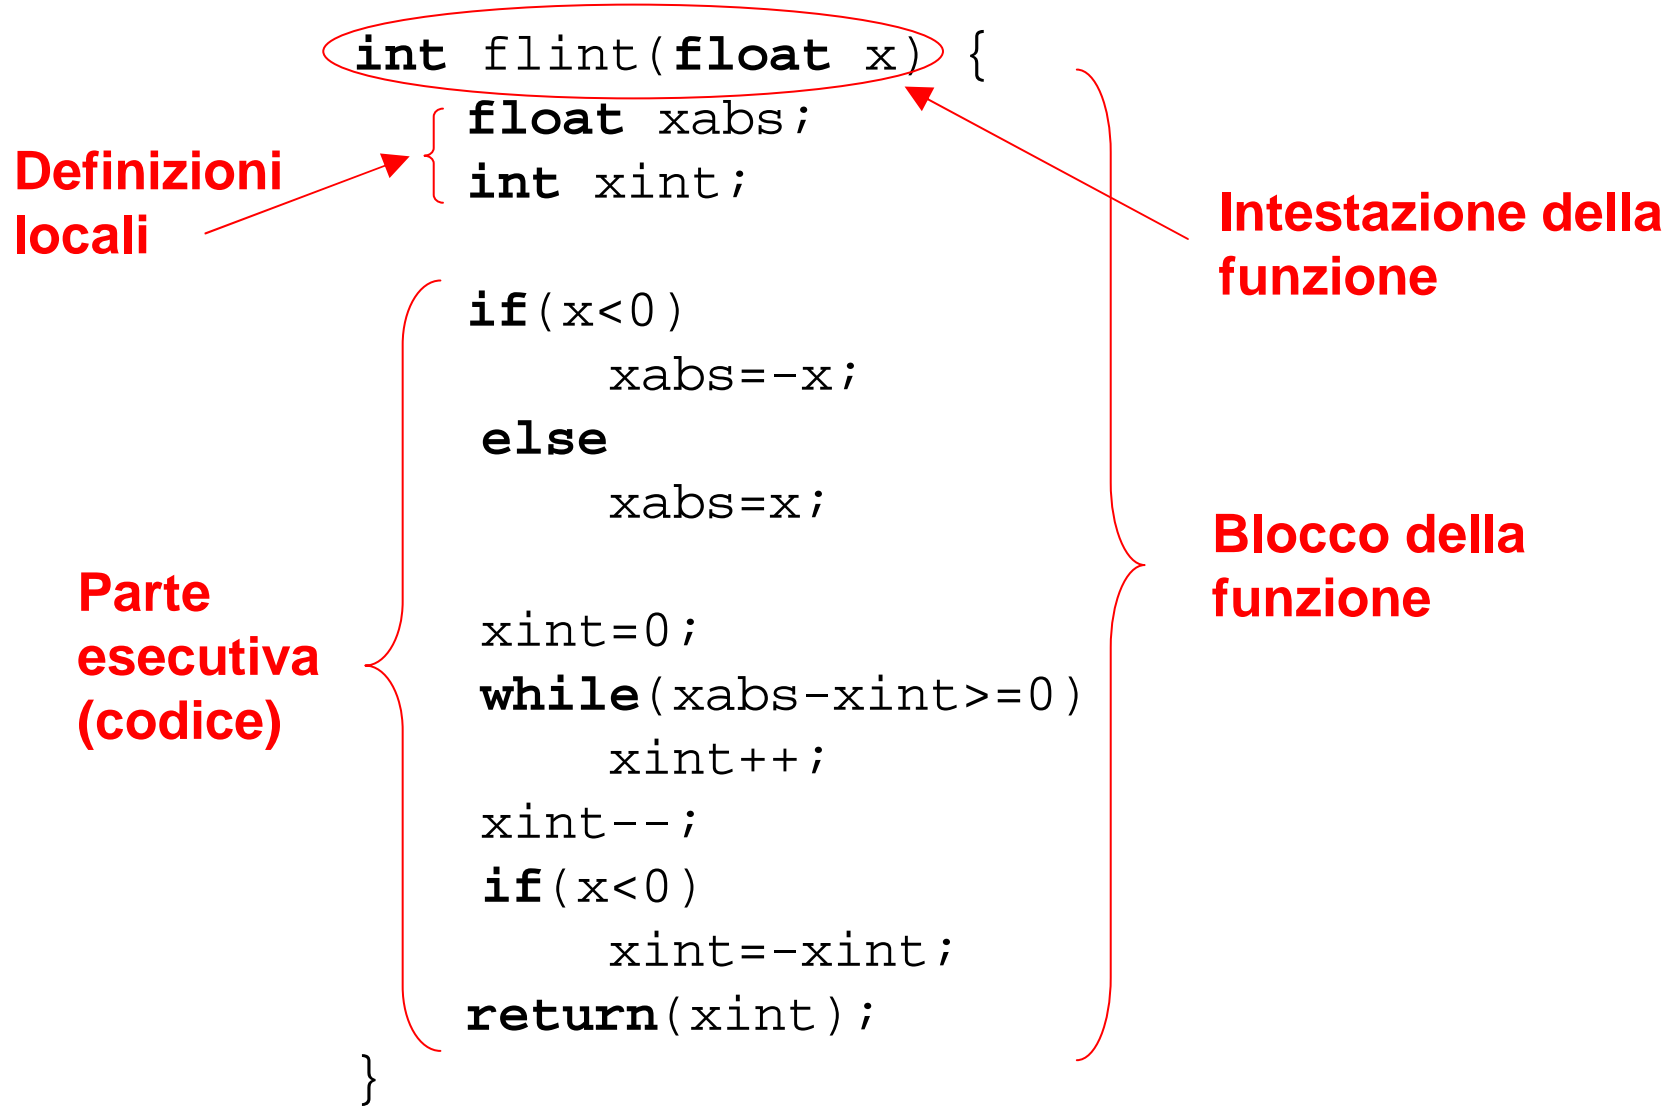 int flint(float x) {
float xabs;
int xint;
Definizioni
locali
Intestazione della
funzione
if(x<0)
xabs=-x;
else
xabs=x;
Blocco della
funzione
Parte
esecutiva
(codice)
xint=0;
while(xabs-xint>=0)
xint++;
xint--;
if(x<0)
xint=-xint;
return(xint);
}